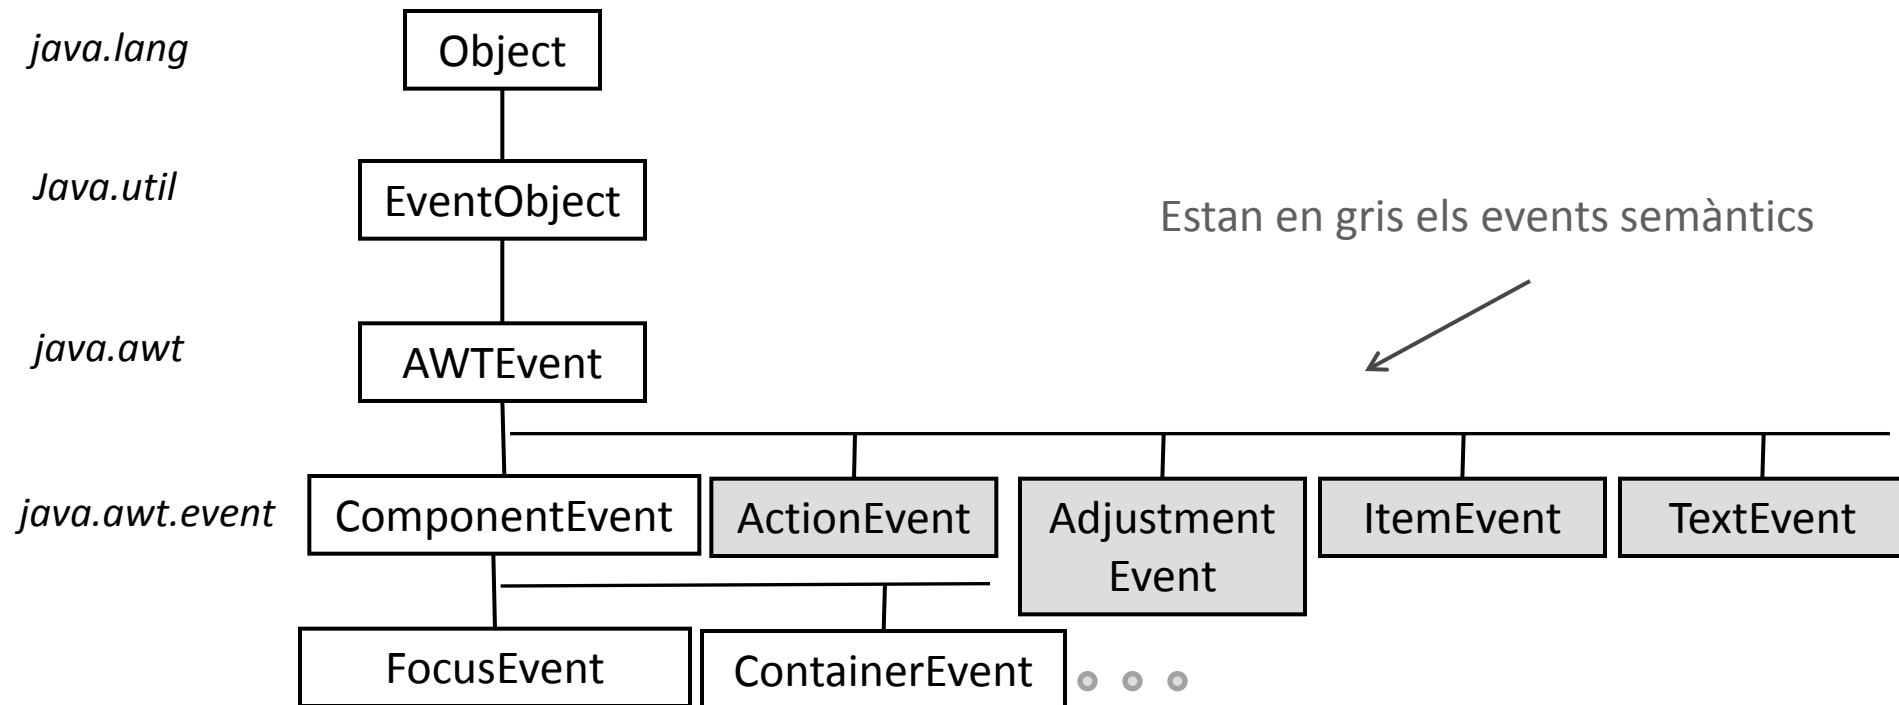 java.lang
Object
Java.util
EventObject
Estan en gris els events semàntics
java.awt
AWTEvent
java.awt.event
ComponentEvent
ActionEvent
Adjustment
Event
ItemEvent
TextEvent
FocusEvent
ContainerEvent